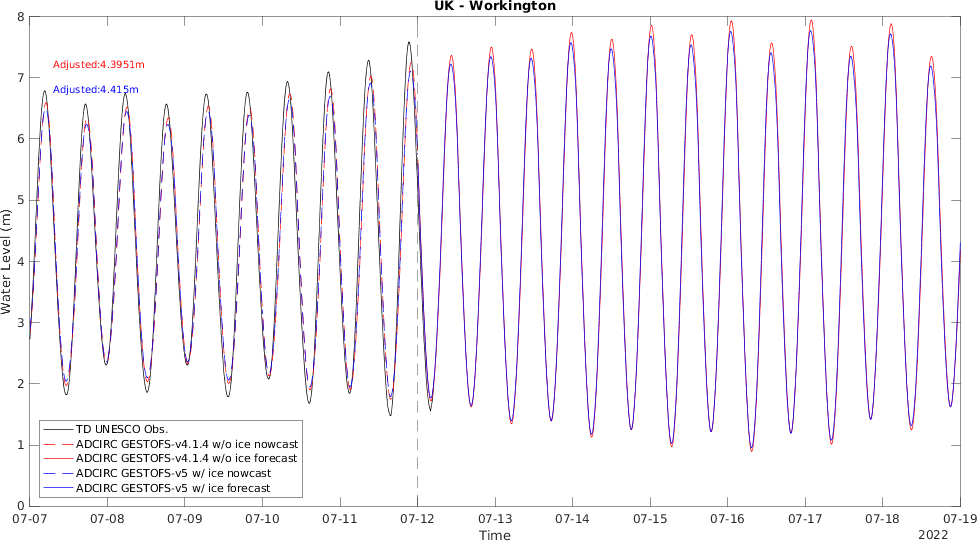 UK - Workington
8
7
6
5
4
3
2
1
0
Water Level (m)
Adjusted:4.3951m
Adjusted:4.415m
TD UNESCO Obs.
ADCIRC GESTOFS-v4.1.4 w/o ice nowcast
ADCIRC GESTOFS-v4.1.4 w/o ice forecast
ADCIRC GESTOFS-v5 w/ ice nowcast
ADCIRC GESTOFS-v5 w/ ice forecast
07-07 07-08 07-09 07-10 07-11 07-12 07-13 07-14 07-15 07-16 07-17 07-18 07-19
Time
2022